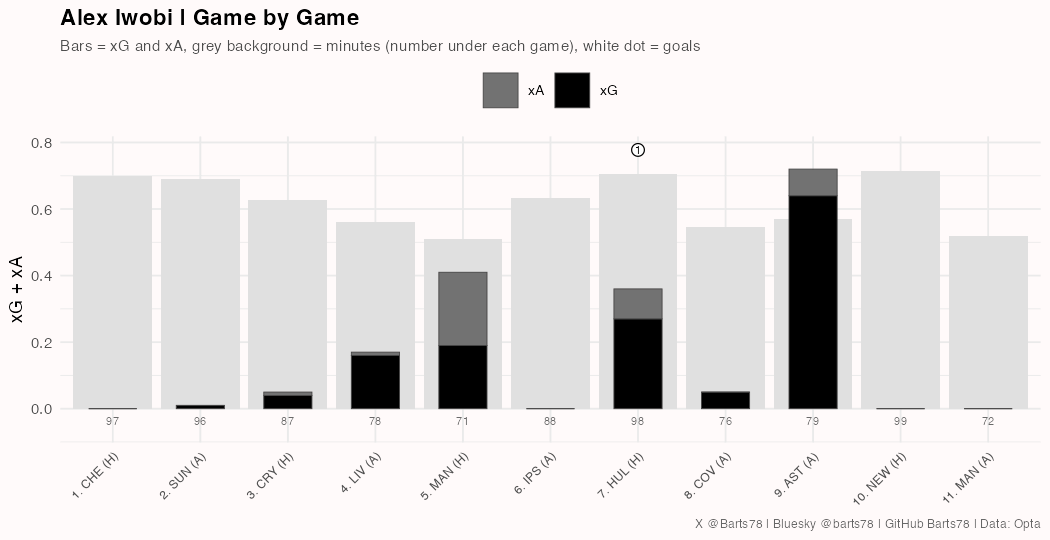 Alex Iwobi | Game by Game
Bars = xG and xA, grey background = minutes (number under each game), white dot = goals
xA xG
xG + xA
0.8
0.6
0.4
0.2
0.0
1
97 96 87 78 71 88 98 76 79 99 72
1. CHE (H)
2. SUN (A)
3. CRY (H)
4. LIV (A)
5. MAN (H)
6. IPS (A)
7. HUL (H)
8. COV (A)
9. AST (A)
10. NEW (H)
11. MAN (A)
X @Barts78 | Bluesky @barts78 | GitHub Barts78 | Data: Opta